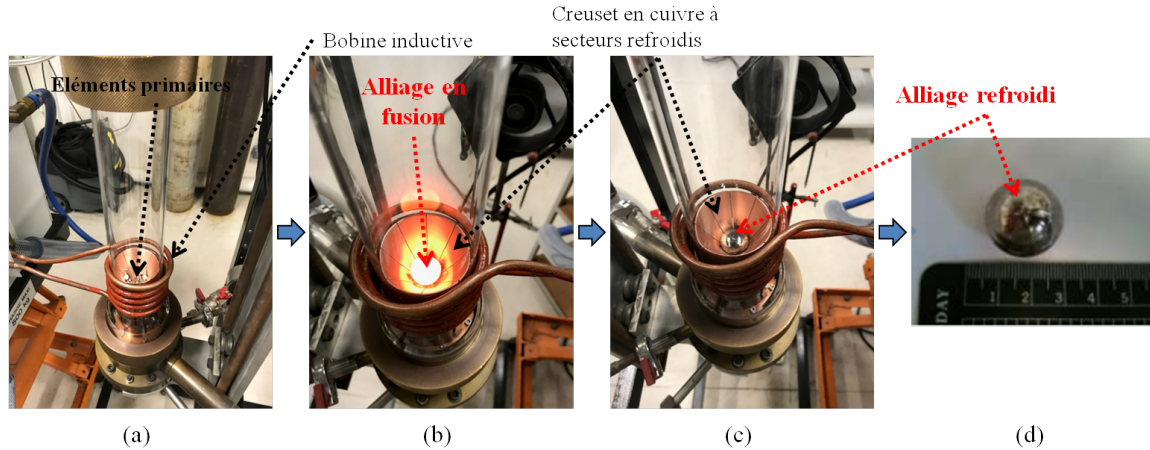 Bobine inductive
Creuset en cuivre à
secteurs refroidis
Eléments primaires
Alliage en
fusion
Alliage refroidi
DAY
1 2 3 4 5
(a)
(b)
(c)
(d)